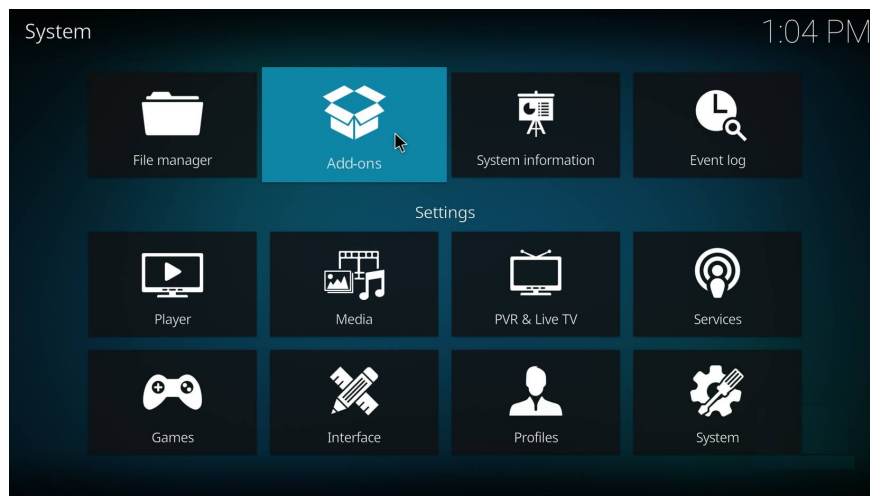 System
1:04 PM
File manager
Add-ons
System information
Event log
Settings
Player
Media
PVR & Live TV
Services
Games
Interface
Profiles
System